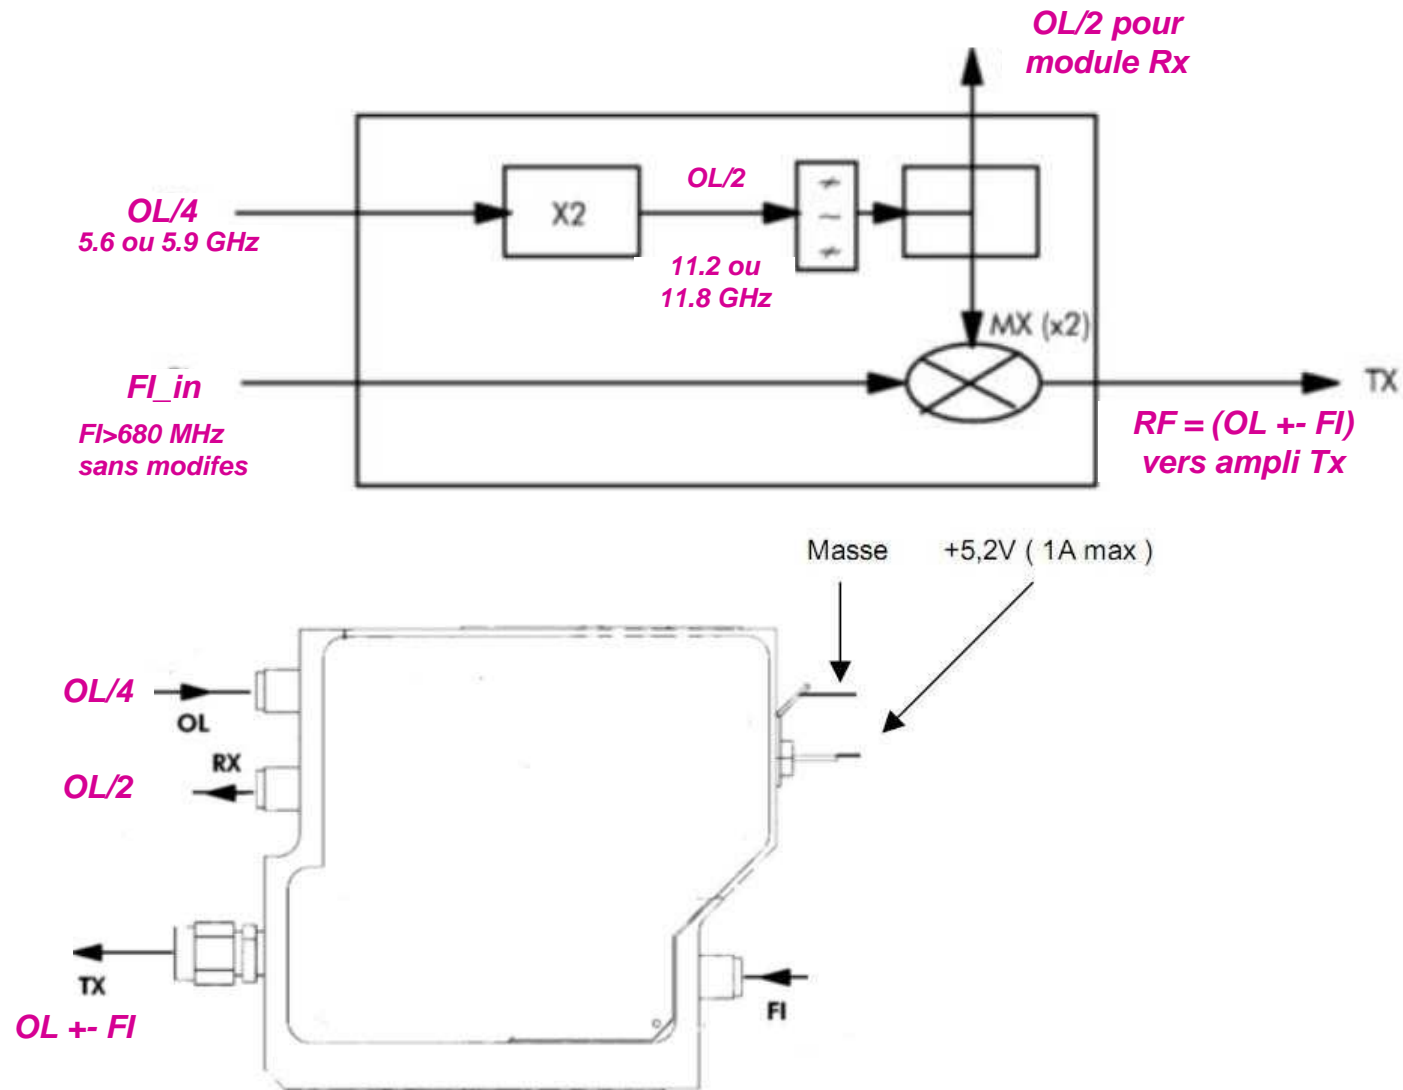 OL/2 pour
module Rx
OL/4
5.6 ou 5.9 GHz
X2
OL/2
11.2 ou
11.8 GHz
MX (x2)
FI_in
FI>680 MHz
sans modifes
TX
RF = (OL +- FI)
vers ampli Tx
Masse
+5,2V ( 1A max )
OL/4
OL
RX
OL/2
TX
OL +- FI
FI